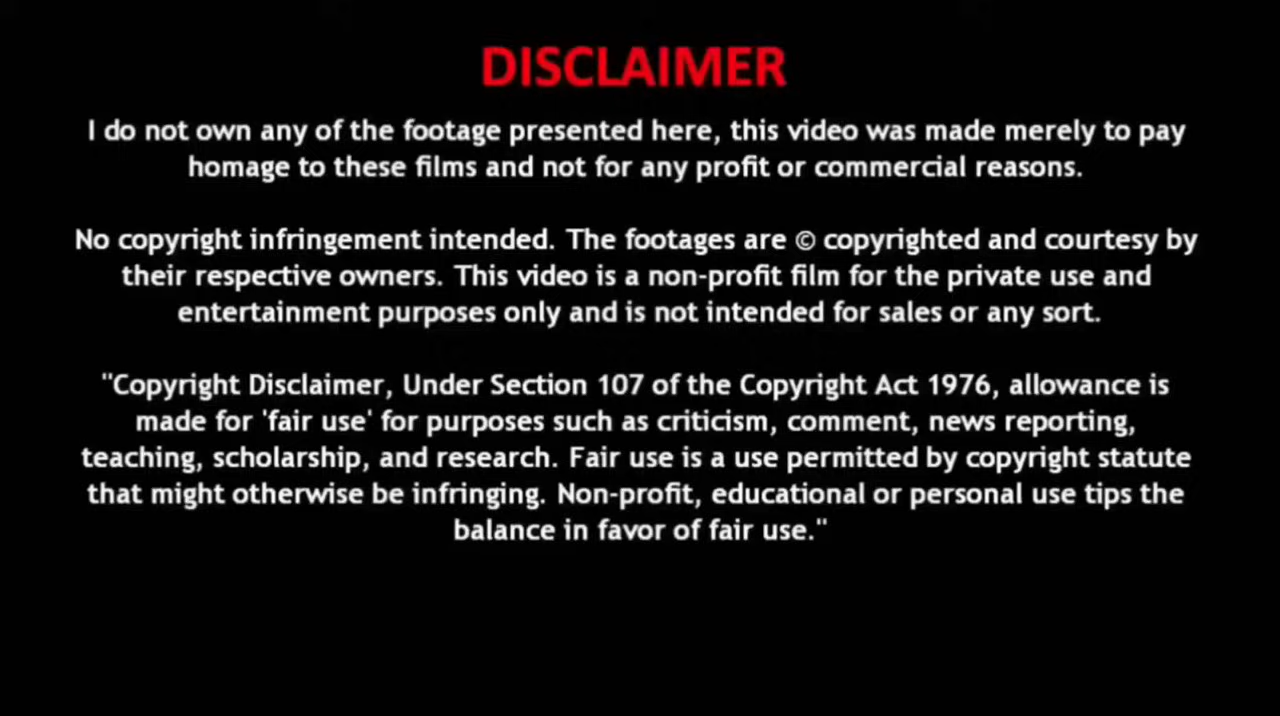 DISCLAIMER
I do not own any of the footage presented here, this video was made merely to pay
homage to these films and not for any profit or commercial reasons.
No copyright infringement intended. The footages are © copyrighted and courtesy by
their respective owners. This video is a non-profit film for the private use and
entertainment purposes only and is not intended for sales or any sort.
"Copyright Disclaimer, Under Section 107 of the Copyright Act 1976, allowance is
made for 'fair use' for purposes such as criticism, comment, news reporting,
teaching, scholarship, and research. Fair use is a use permitted by copyright statute
that might otherwise be infringing. Non-profit, educational or personal use tips the
balance in favor of fair use."